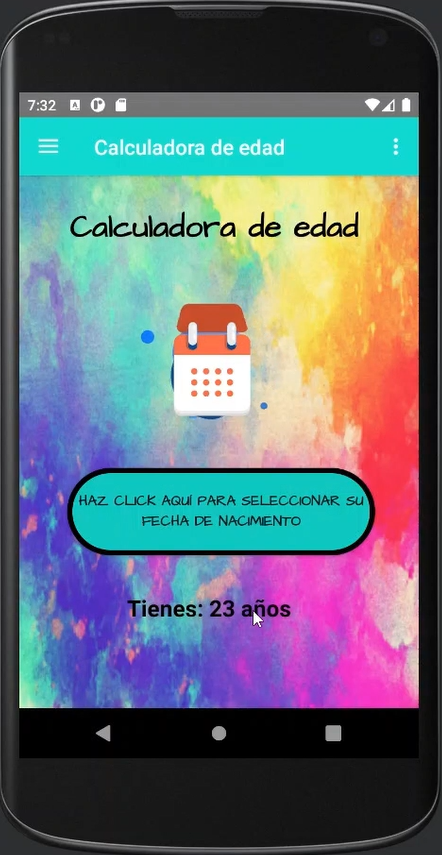 7:32
Calculadora de edad
Calculadora de edad
HAZ CLICK AQUÍ PARA SELECCIONAR SU
FECHA DE NACIMIENTO
Tienes: 23 años